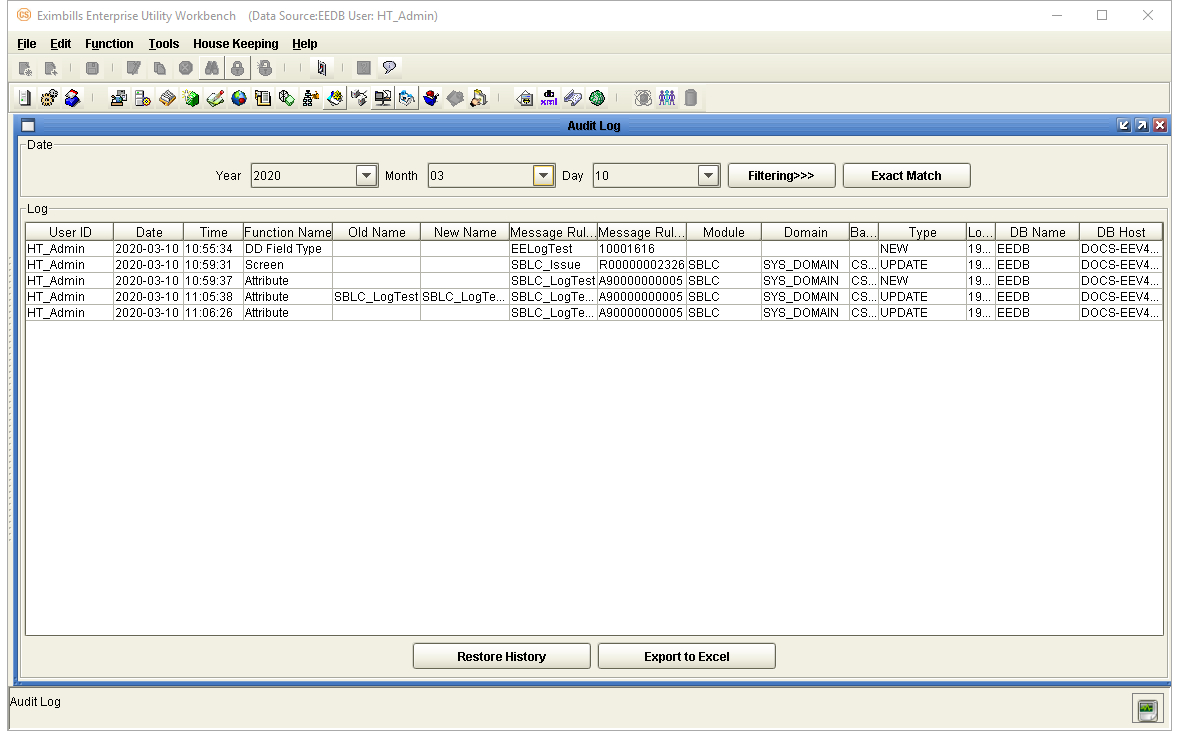 Eximbills Enterprise Utility Workbench (Data Source:EEDB User: HT_Admin)
File Edit Function Tools House Keeping Help
Audit Log
Date
Year 2020 Month 03 Day 10 Filtering>>> Exact Match
Log
User ID Date Time Function Name Old Name New Name Message Rul... Message Rul... Module Domain Ba... Type Lo... DB Name DB Host
HT_Admin 2020-03-10 10:55:34 DD Field Type EELogTest 10001616 NEW 19... EEDB DOCS-EEV4...
HT_Admin 2020-03-10 10:59:31 Screen SBLC_Issue R00000002326 SBLC SYS_DOMAIN CS... UPDATE 19... EEDB DOCS-EEV4...
HT_Admin 2020-03-10 10:59:37 Attribute SBLC_LogTest A90000000005 SBLC SYS_DOMAIN CS... NEW 19... EEDB DOCS-EEV4...
HT_Admin 2020-03-10 11:05:38 Attribute SBLC_LogTest SBLC_LogTe... SBLC_LogTe... A90000000005 SBLC SYS_DOMAIN CS... UPDATE 19... EEDB DOCS-EEV4...
HT_Admin 2020-03-10 11:06:26 Attribute SBLC_LogTe... A90000000005 SBLC SYS_DOMAIN CS... UPDATE 19... EEDB DOCS-EEV4...
Restore History Export to Excel
Audit Log